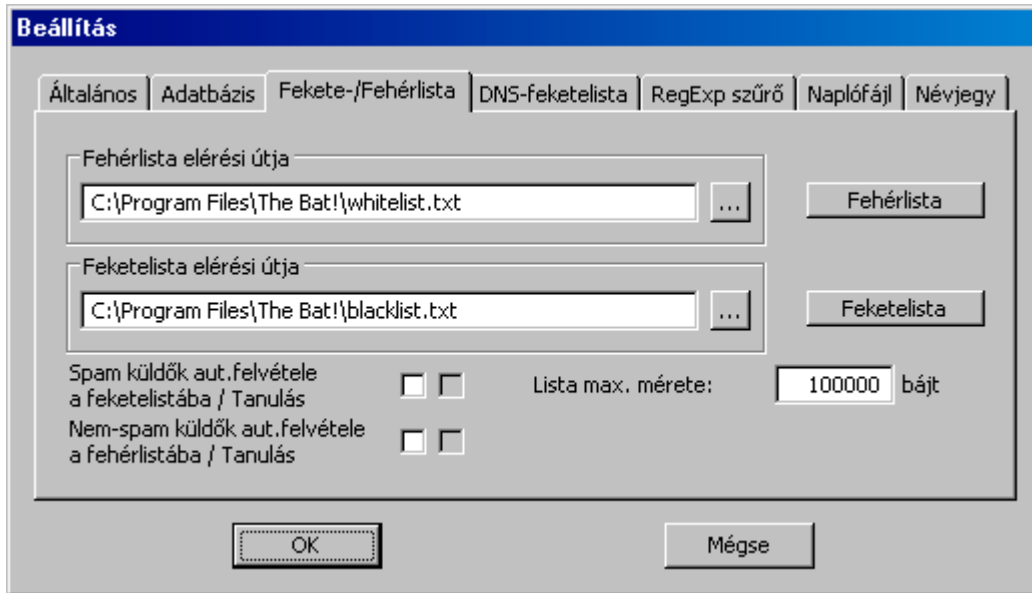 Beállítás
Általános Adatbázis Fekete-/Fehérlista DNS-feketelista RegExp szűrő Naplófájl Névjegy
Fehérlista elérési útja
C:\Program Files\The Bat!\whitelist.txt ... Fehérlista
Feketelista elérési útja
C:\Program Files\The Bat!\blacklist.txt ... Feketelista
Spam küldők aut.felvétele
a feketelistába / Tanulás Lista max. mérete: 100000 bájt
Nem-spam küldők aut.felvétele
a fehérlistába / Tanulás
OK Mégse